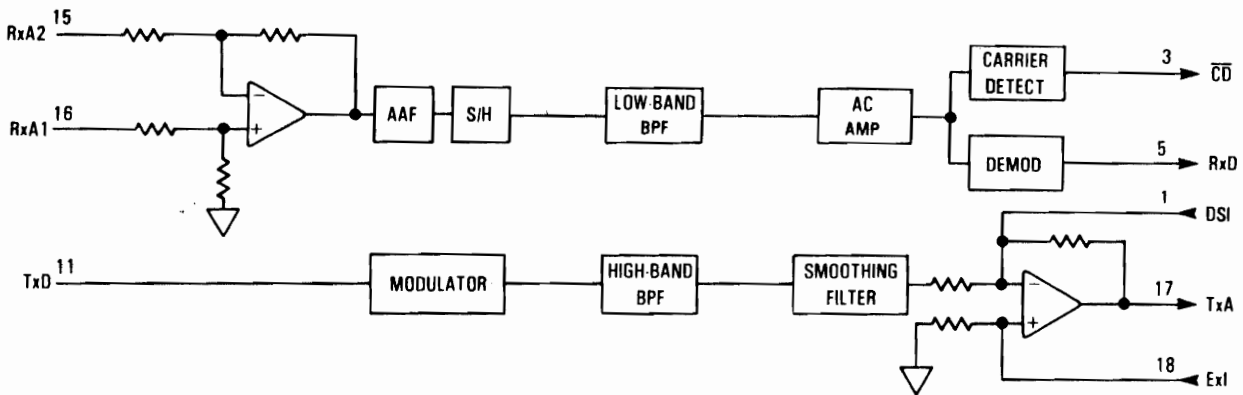 RxA2 15
RxA1 16
−
+
AAF
S/H
LOW-BAND
BPF
AC
AMP
CARRIER
DETECT
3 CD
DEMOD
5 RxD
1 DSI
TxD 11
MODULATOR
HIGH-BAND
BPF
SMOOTHING
FILTER
−
+
17 TxA
18 ExI